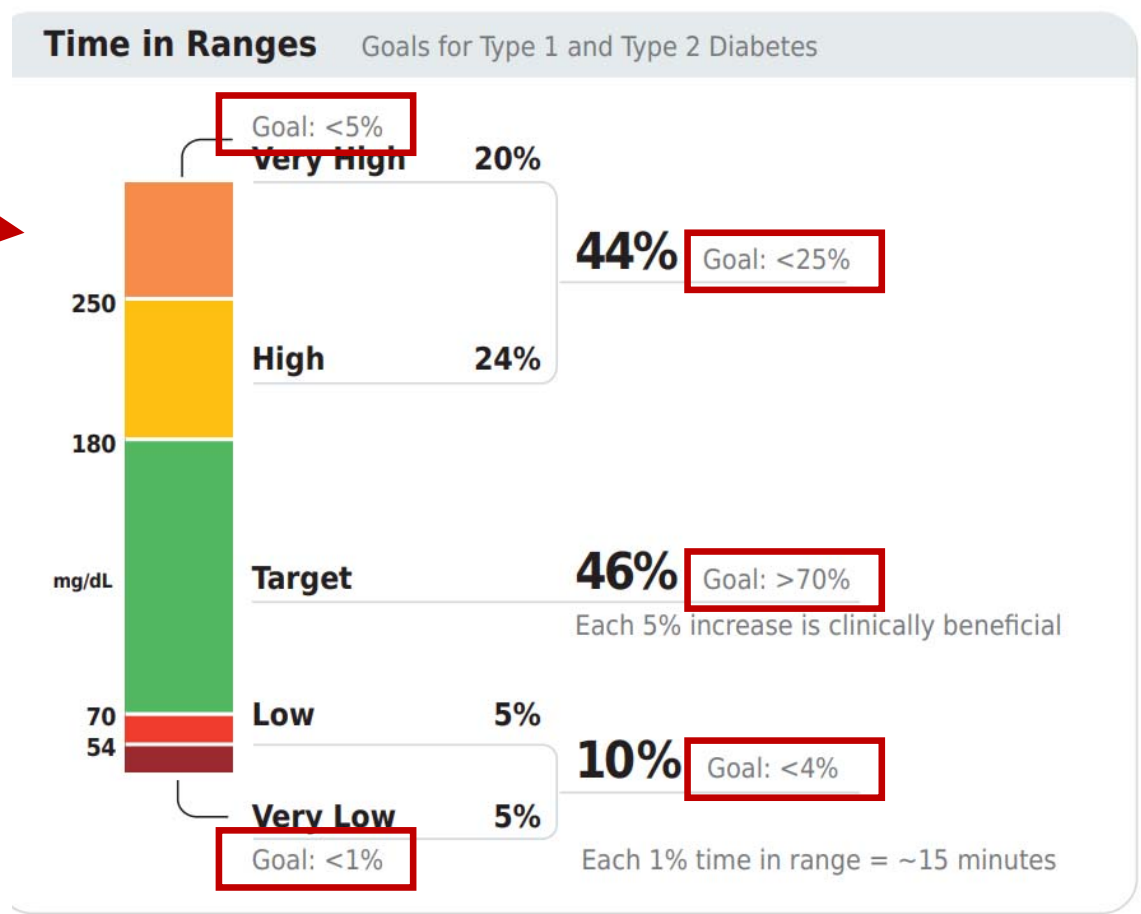 Time in Ranges Goals for Type 1 and Type 2 Diabetes
Goal: <5%
Very High 20%
44% Goal: <25%
250
High 24%
180
mg/dL
Target 46% Goal: >70%
Each 5% increase is clinically beneficial
70
Low 5%
54
10% Goal: <4%
Very Low 5%
Goal: <1%
Each 1% time in range = ~15 minutes